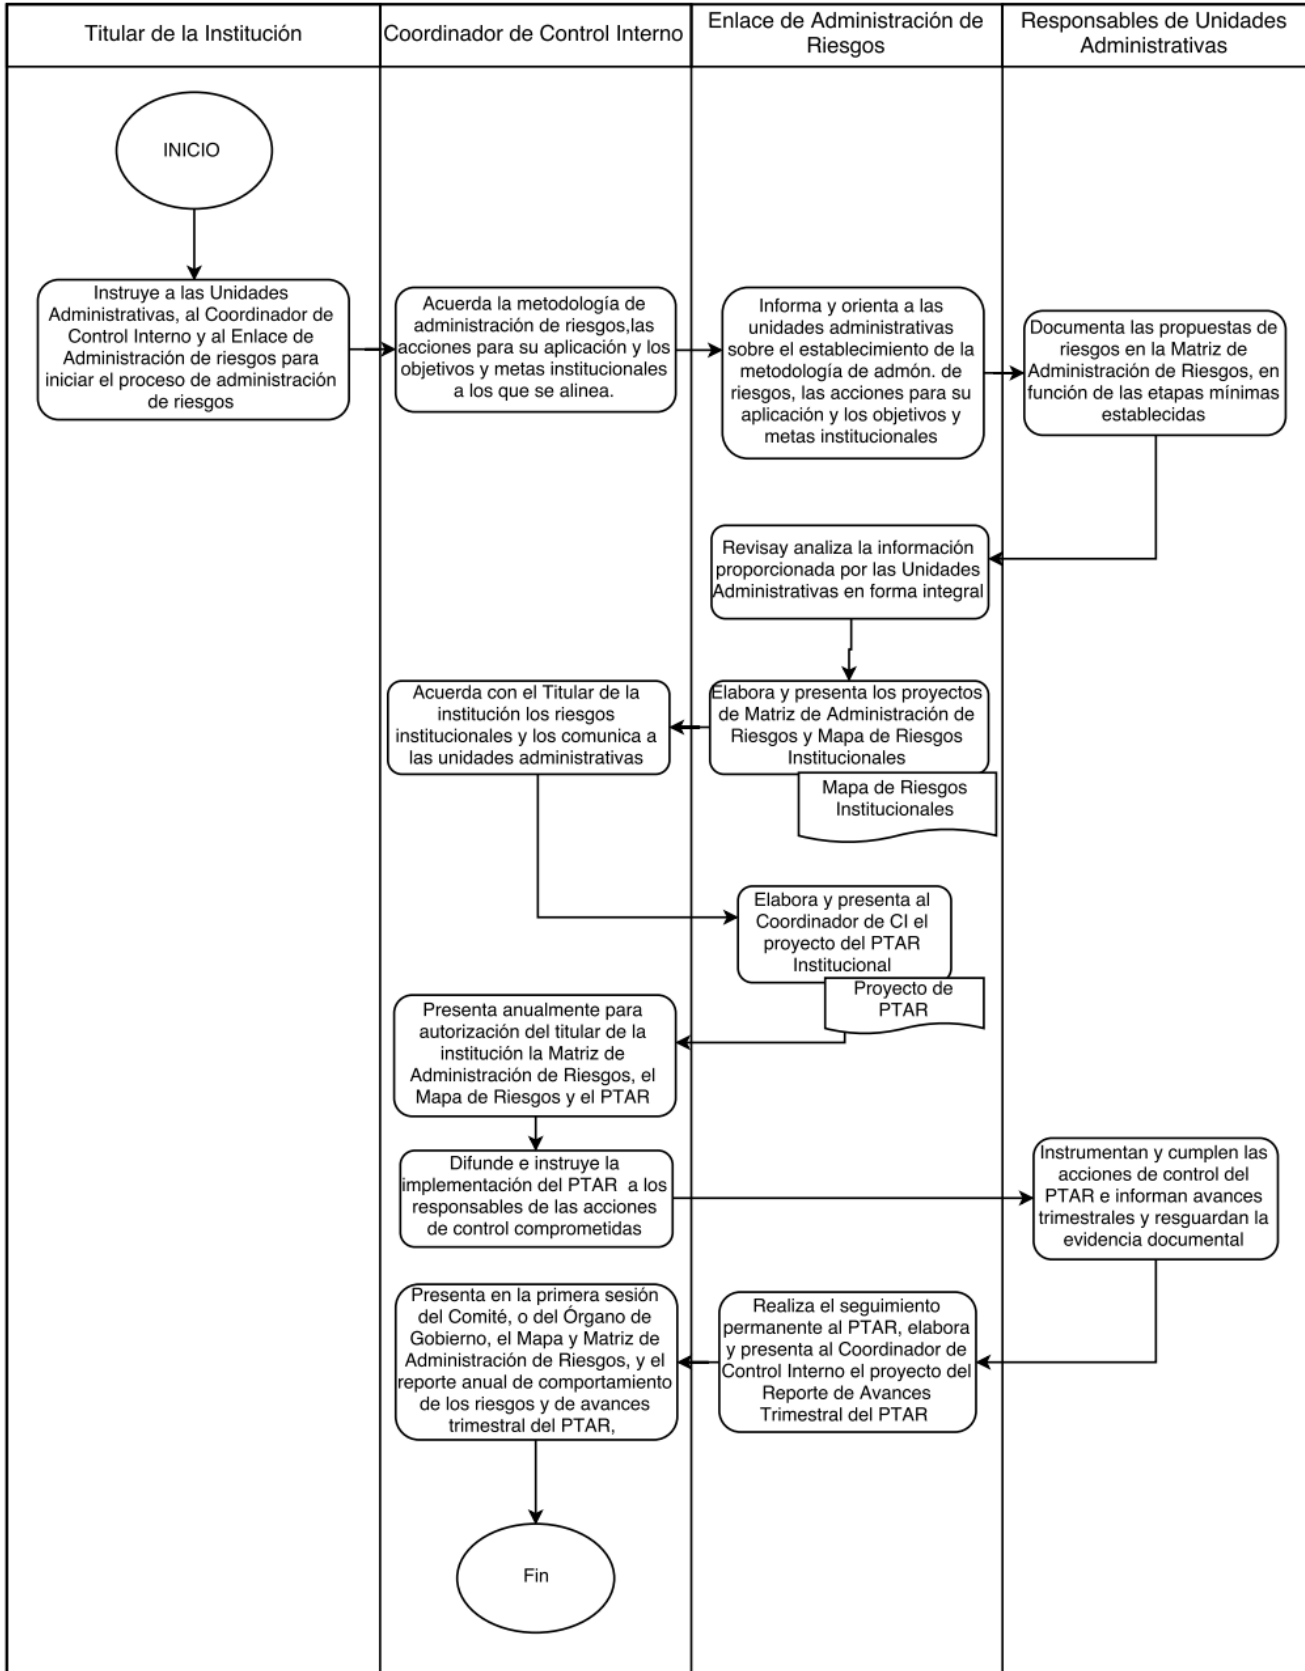 Titular de la Institución
Coordinador de Control Interno
Enlace de Administración de
Riesgos
Responsables de Unidades
Administrativas
INICIO
Instruye a las Unidades
Administrativas, al Coordinador de
Control Interno y al Enlace de
Administración de riesgos para
iniciar el proceso de administración
de riesgos
Acuerda la metodología de
administración de riesgos,las
acciones para su aplicación y los
objetivos y metas institucionales
a los que se alinea.
Informa y orienta a las
unidades administrativas
sobre el establecimiento de la
metodología de admón. de
riesgos, las acciones para su
aplicación y los objetivos y
metas institucionales
Documenta las propuestas de
riesgos en la Matriz de
Administración de Riesgos, en
función de las etapas mínimas
establecidas
Revisay analiza la información
proporcionada por las Unidades
Administrativas en forma integral
Elabora y presenta los proyectos
de Matriz de Administración de
Riesgos y Mapa de Riesgos
Institucionales
Mapa de Riesgos
Institucionales
Acuerda con el Titular de la
institución los riesgos
institucionales y los comunica a
las unidades administrativas
Elabora y presenta al
Coordinador de CI el
proyecto del PTAR
Institucional
Proyecto de
PTAR
Presenta anualmente para
autorización del titular de la
institución la Matriz de
Administración de Riesgos, el
Mapa de Riesgos y el PTAR
Difunde e instruye la
implementación del PTAR a los
responsables de las acciones
de control comprometidas
Instrumentan y cumplen las
acciones de control del
PTAR e informan avances
trimestrales y resguardan la
evidencia documental
Realiza el seguimiento
permanente al PTAR, elabora
y presenta al Coordinador de
Control Interno el proyecto del
Reporte de Avances
Trimestral del PTAR
Presenta en la primera sesión
del Comité, o del Órgano de
Gobierno, el Mapa y Matriz de
Administración de Riesgos, y el
reporte anual de comportamiento
de los riesgos y de avances
trimestral del PTAR,
Fin